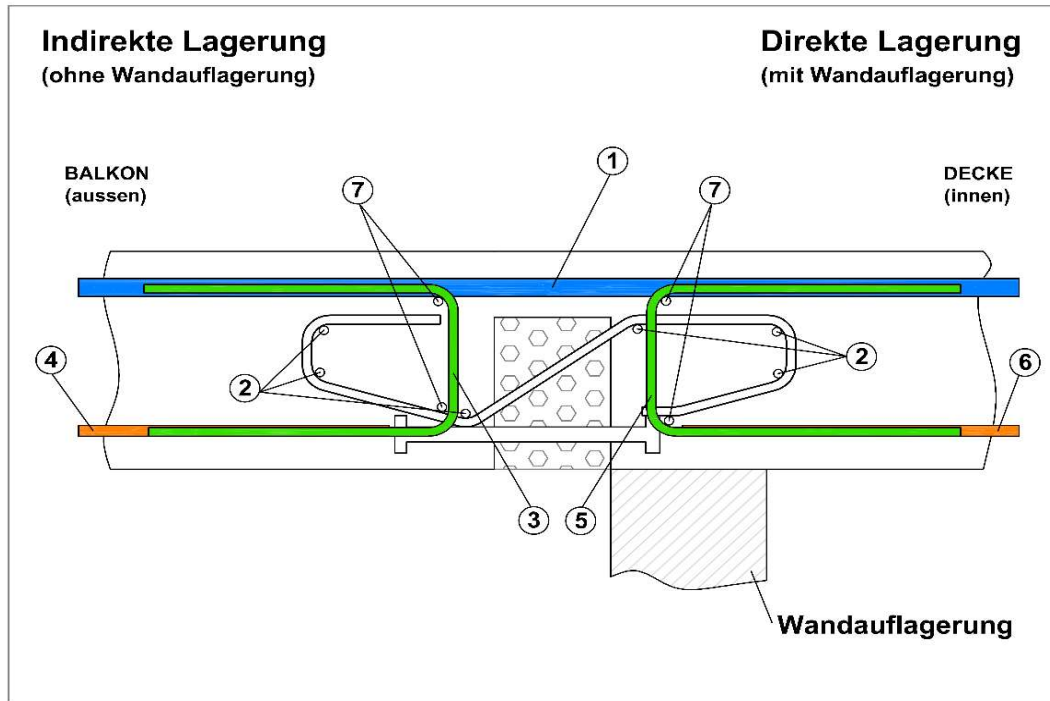 Indirekte Lagerung
(ohne Wandauflagerung)
Direkte Lagerung
(mit Wandauflagerung)
BALKON
(aussen)
DECKE
(innen)
1
7
7
4
2
2
6
3
5
Wandauflagerung